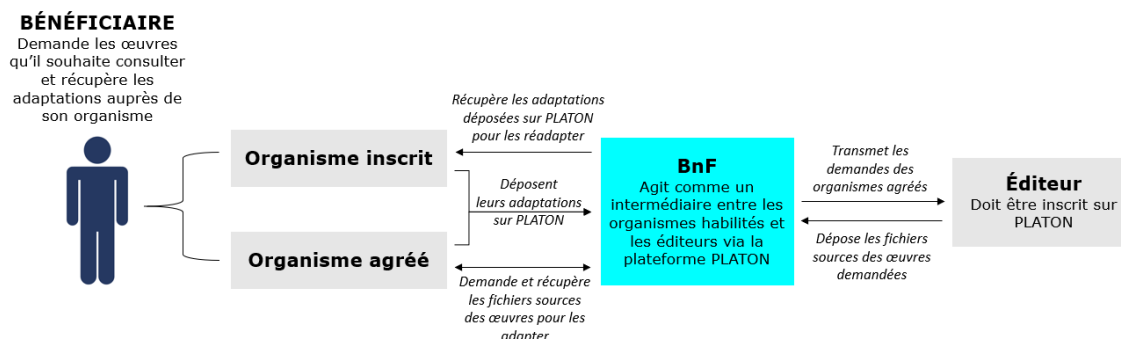 BÉNÉFICIAIRE
Demande les œuvres
qu'il souhaite consulter
et récupère les
adaptations auprès de
son organisme
Organisme inscrit
Organisme agréé
Récupère les adaptations
déposées sur PLATON
pour les réadapter
Déposent
leurs adaptations
sur PLATON
Demande et récupère
les fichiers sources
des œuvres pour les
adapter
BnF
Agit comme un
intermédiaire entre les
organismes habilités et
les éditeurs via la
plateforme PLATON
Transmet les
demandes des
organismes agréés
Dépose les fichiers
sources des œuvres
demandées
Éditeur
Doit être inscrit sur
PLATON